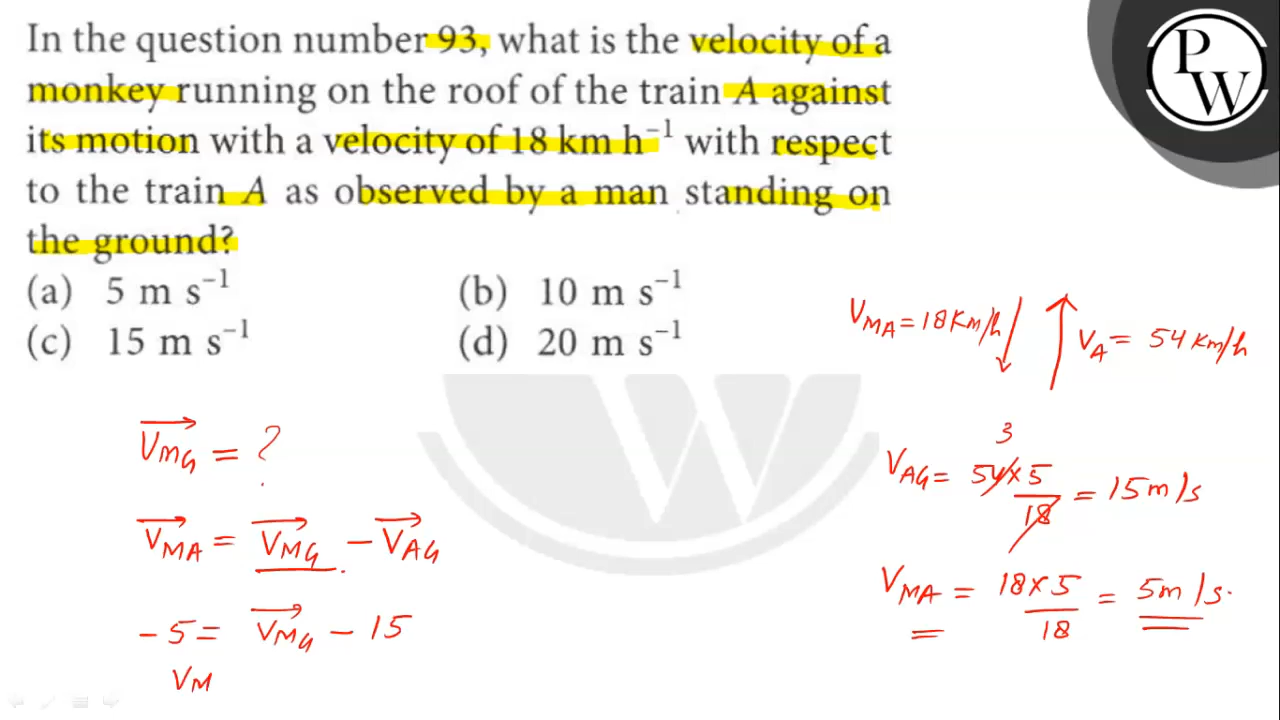 In the question number 93, what is the velocity of a
monkey running on the roof of the train A against
its motion with a velocity of 18 km h⁻¹ with respect
to the train A as observed by a man standing on
the ground?
(a) 5 m s⁻¹ (b) 10 m s⁻¹
(c) 15 m s⁻¹ (d) 20 m s⁻¹
P
W
V_MA = 18 Km/h ↓ ↑ V_A = 54 Km/h
V_MG = ?
V_MA = V_MG − V_AG
−5 = V_MG − 15
V_M
3
V_AG = 54×5/18 = 15 m/s
V_MA = 18×5/18 = 5 m/s.